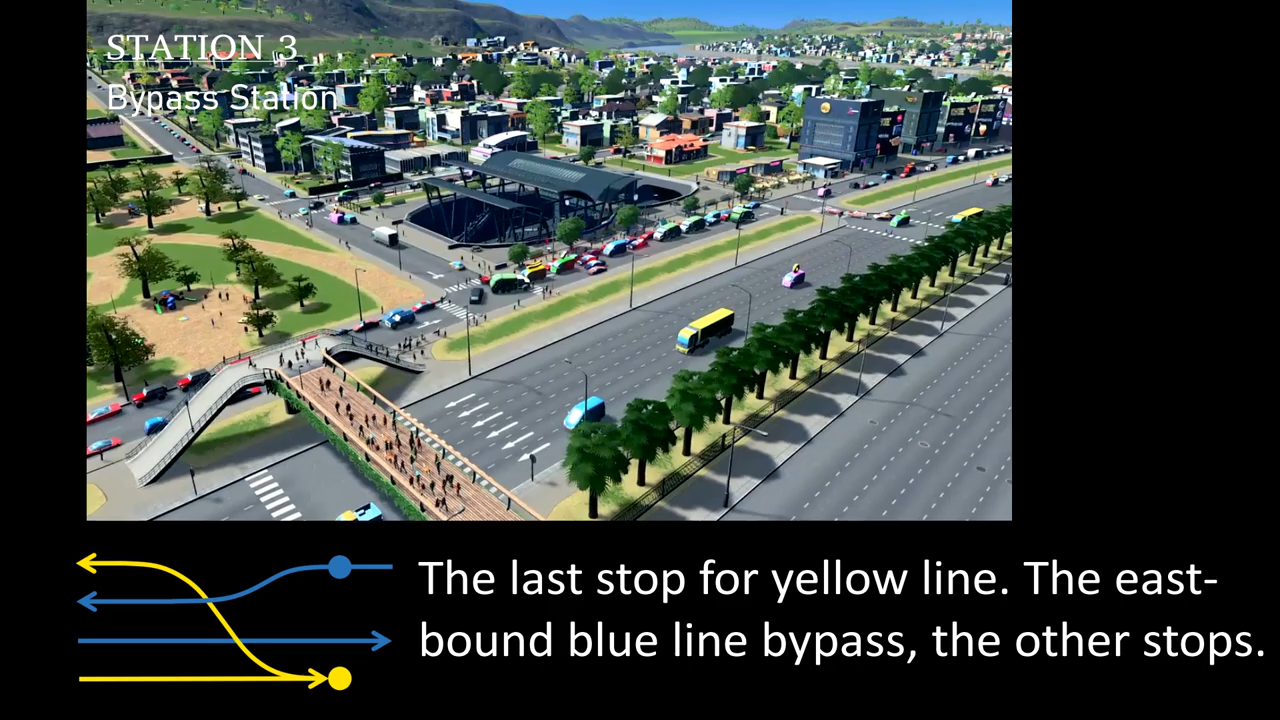 STATION 3
Bypass Station
The last stop for yellow line. The east-
bound blue line bypass, the other stops.